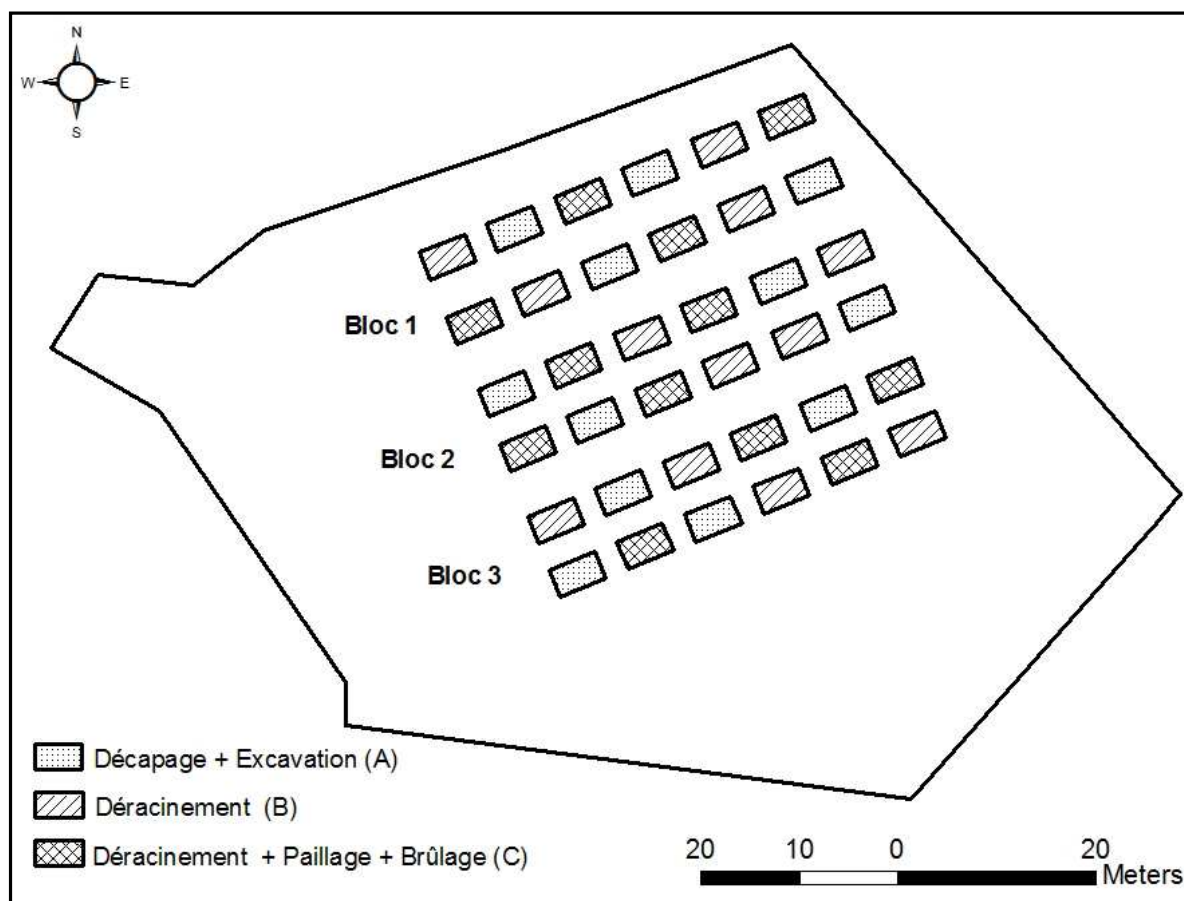 N
W E
S
Bloc 1
Bloc 2
Bloc 3
Décapage + Excavation (A)
Déracinement (B)
Déracinement + Paillage + Brûlage (C)
20 10 0 20
Meters